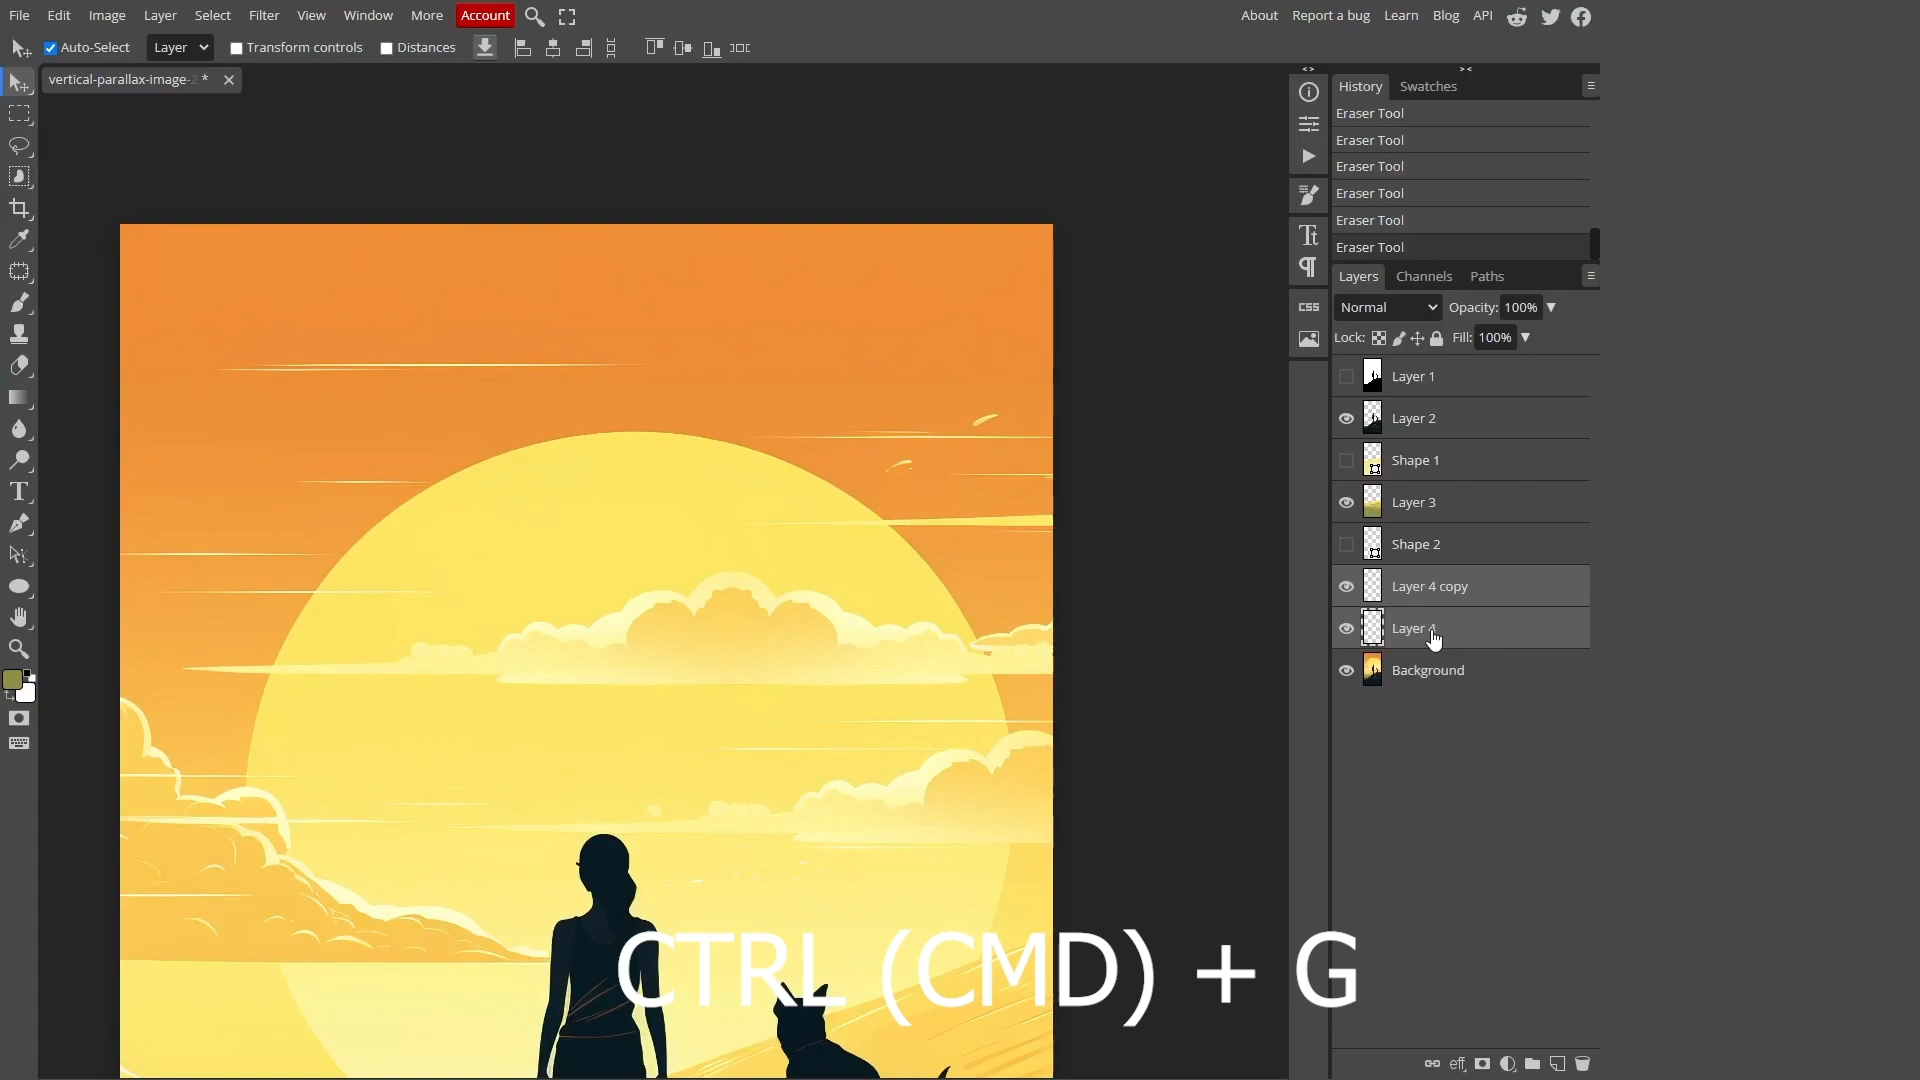 File Edit Image Layer Select Filter View Window More Account About Report a bug Learn Blog API
Auto-Select Layer Transform controls Distances
vertical-parallax-image-2 *
History Swatches
Eraser Tool
Eraser Tool
Eraser Tool
Eraser Tool
Eraser Tool
Eraser Tool
Layers Channels Paths
Normal Opacity: 100%
Lock: Fill: 100%
CSS
Layer 1
Layer 2
Shape 1
Layer 3
Shape 2
Layer 4 copy
Layer 4
Background
CTRL (CMD) + G
eff